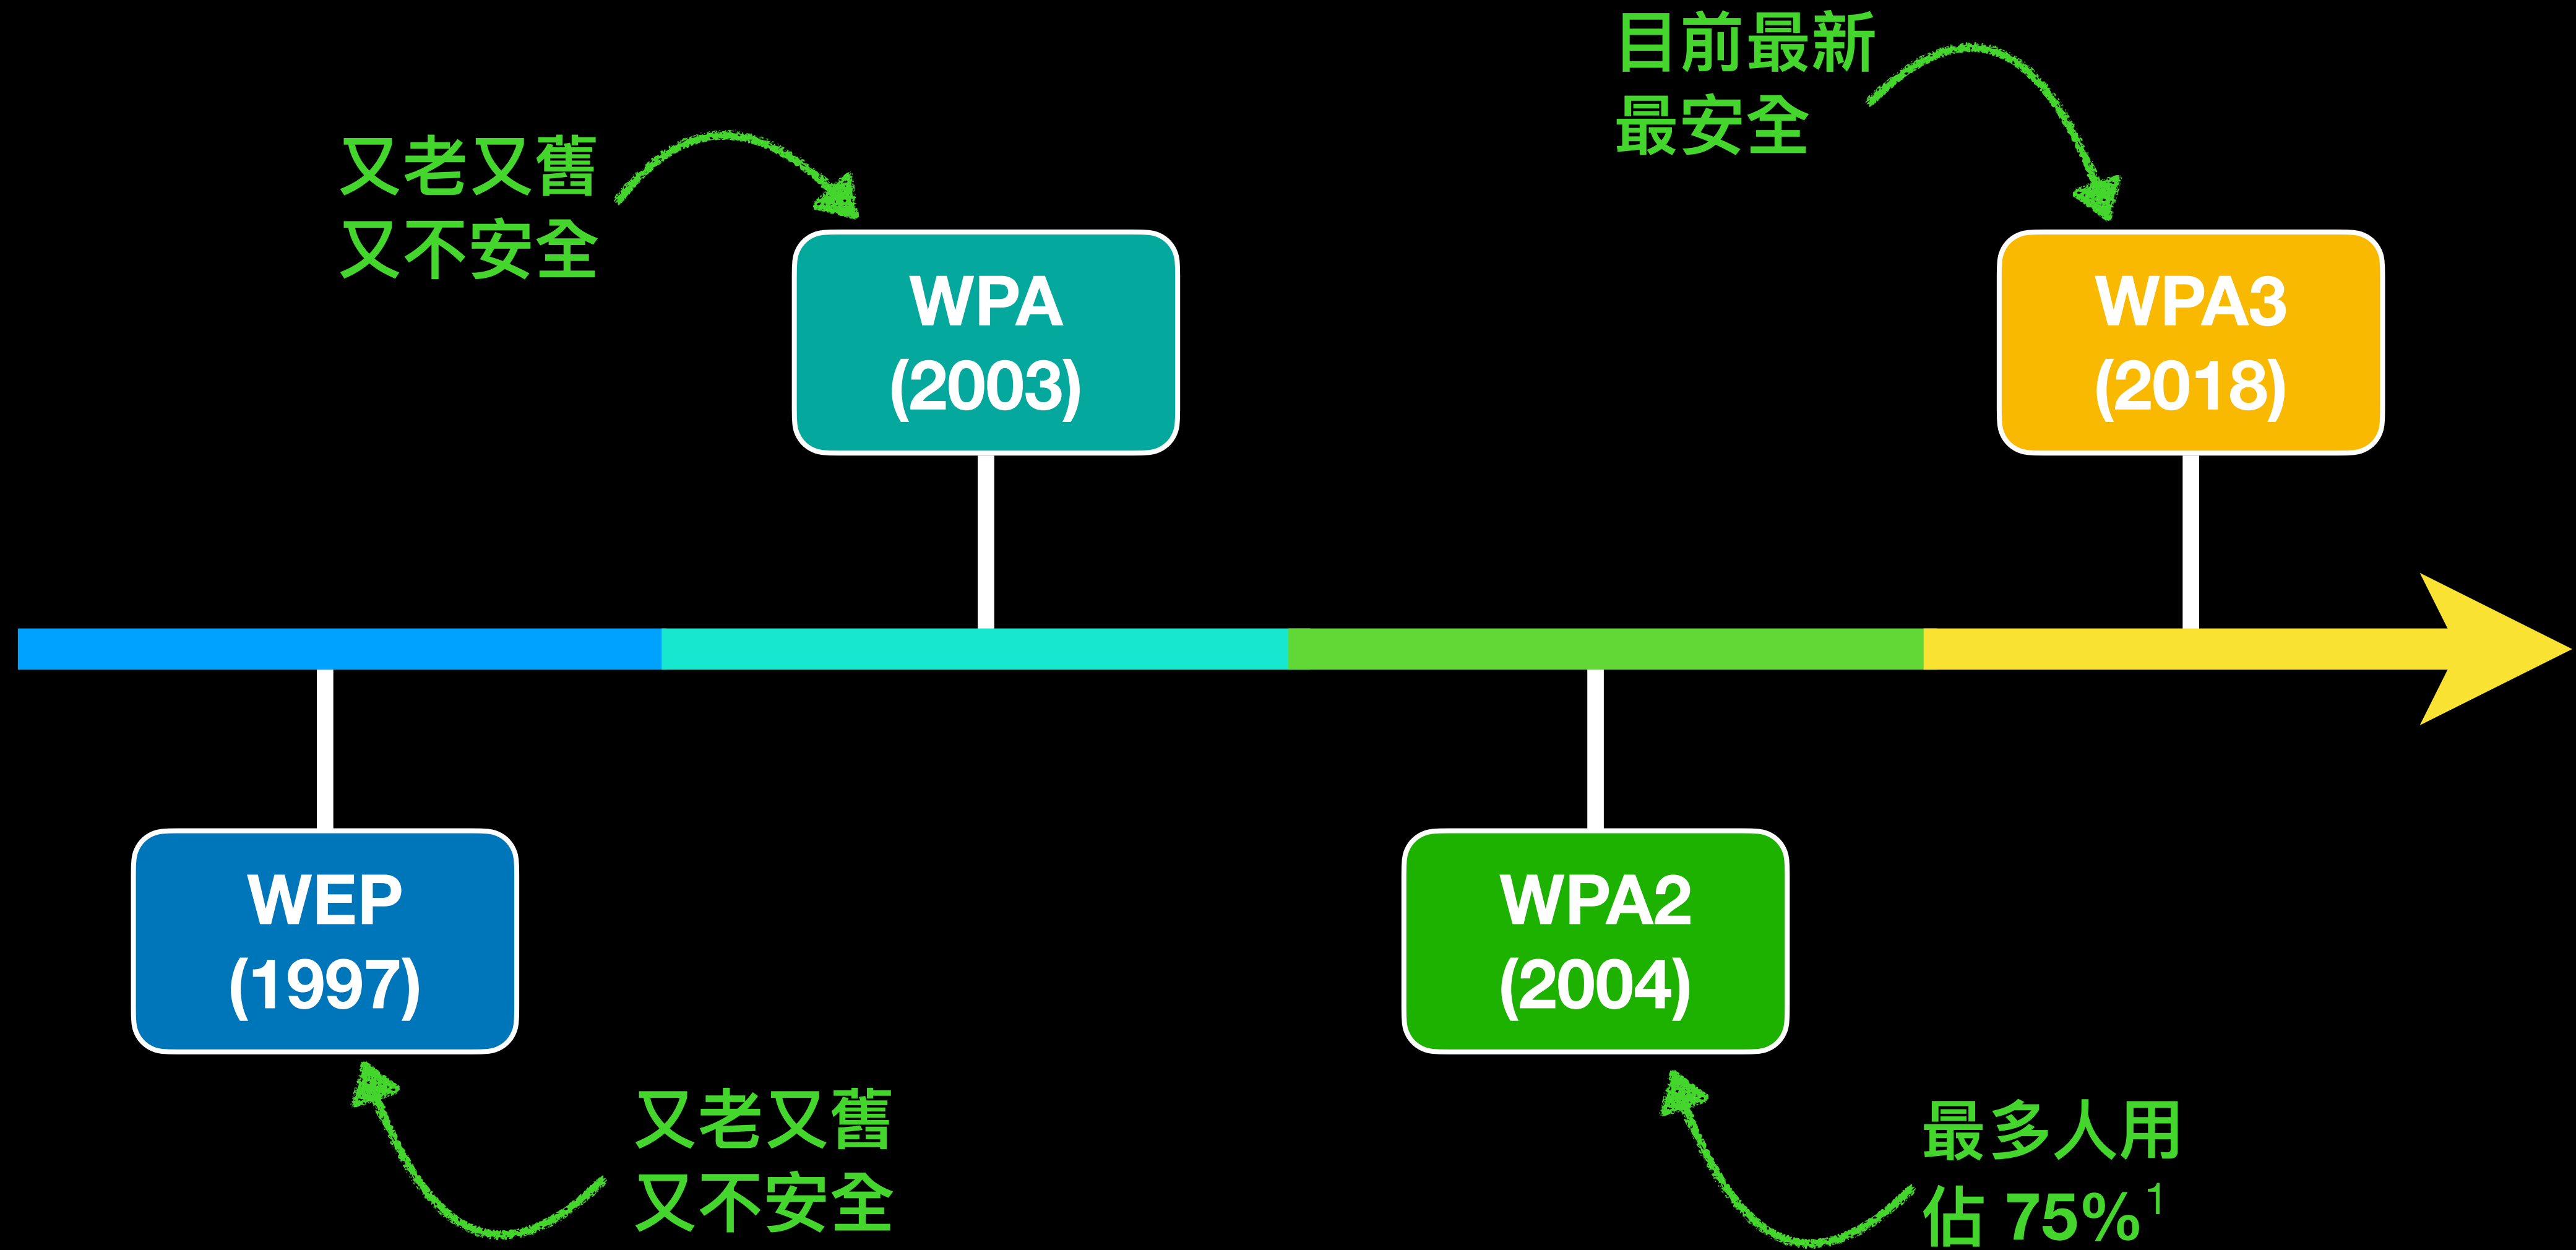 目前最新
最安全
又老又舊
又不安全
WPA
(2003)
WPA3
(2018)
WEP
(1997)
WPA2
(2004)
又老又舊
又不安全
最多人用
佔 75%¹